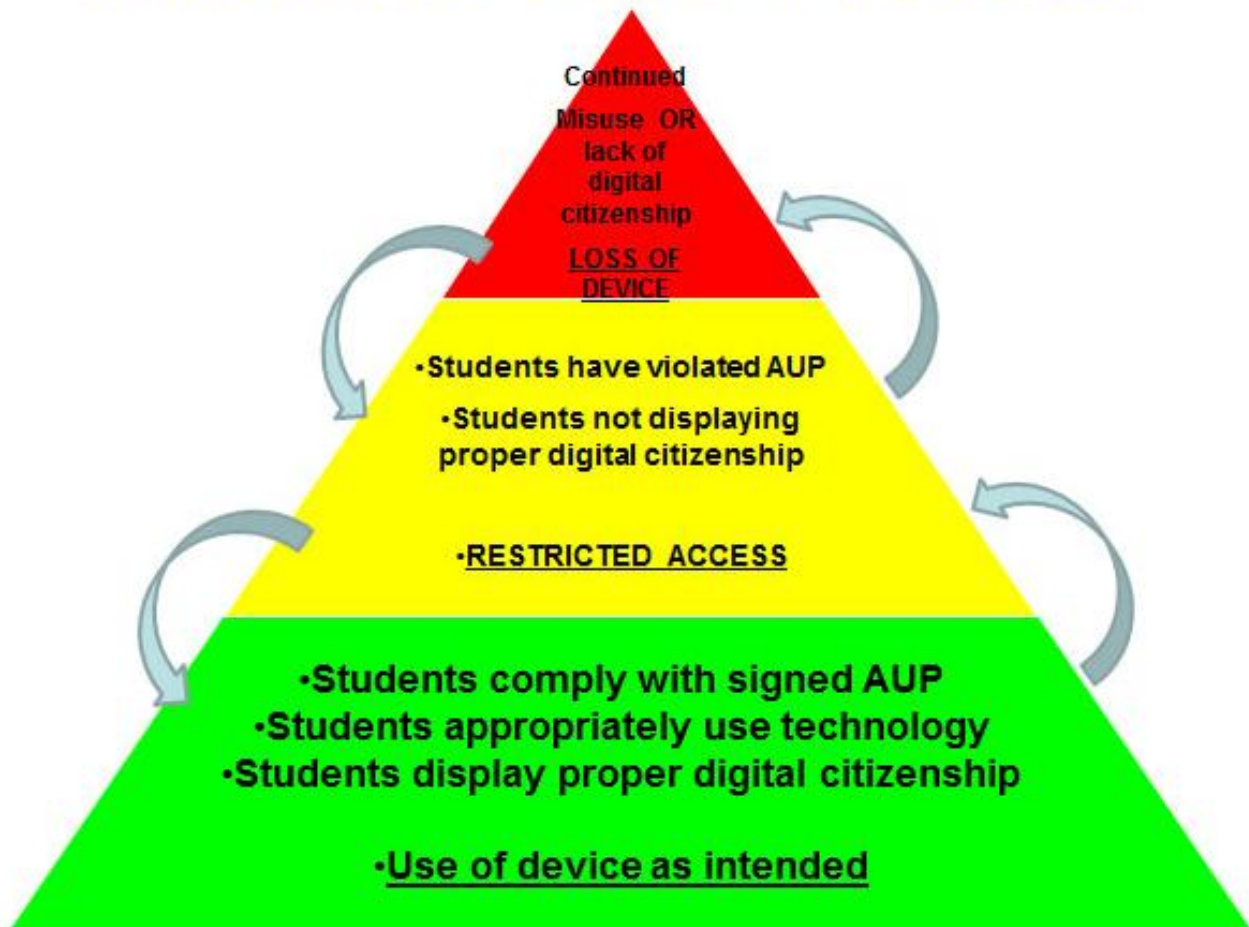 Continued
Misuse OR
lack of
digital
citizenship
LOSS OF
DEVICE
•Students have violated AUP
•Students not displaying
proper digital citizenship
•RESTRICTED ACCESS
•Students comply with signed AUP
•Students appropriately use technology
•Students display proper digital citizenship
•Use of device as intended